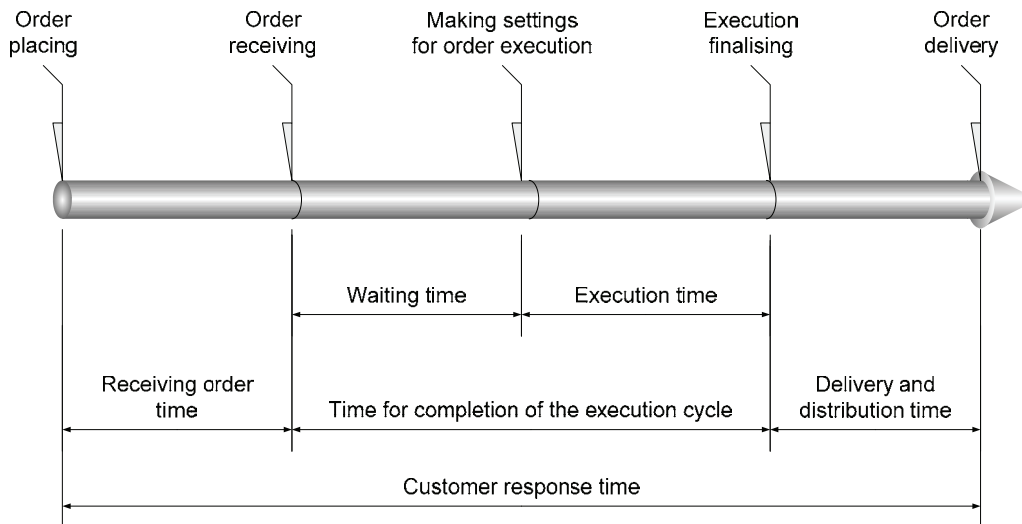 Order
placing
Order
receiving
Making settings
for order execution
Execution
finalising
Order
delivery
Waiting time
Execution time
Receiving order
time
Time for completion of the execution cycle
Delivery and
distribution time
Customer response time